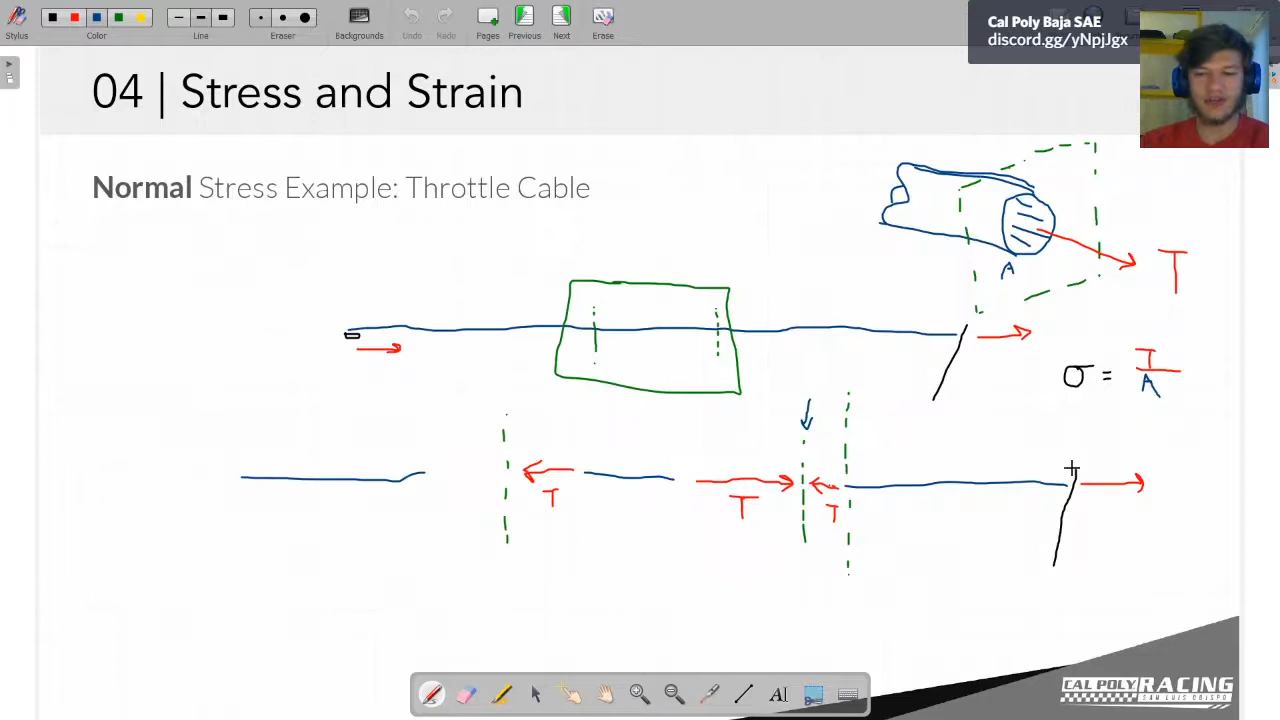 Stylus
Color
Line
Eraser
Backgrounds
Undo
Redo
Pages
Previous
Next
Erase
Cal Poly Baja SAE
discord.gg/yNpjJgx
04 | Stress and Strain
Normal Stress Example: Throttle Cable
A
T
σ = T/A
T
T
T
AI
CAL POLY RACING
SAN LUIS OBISPO